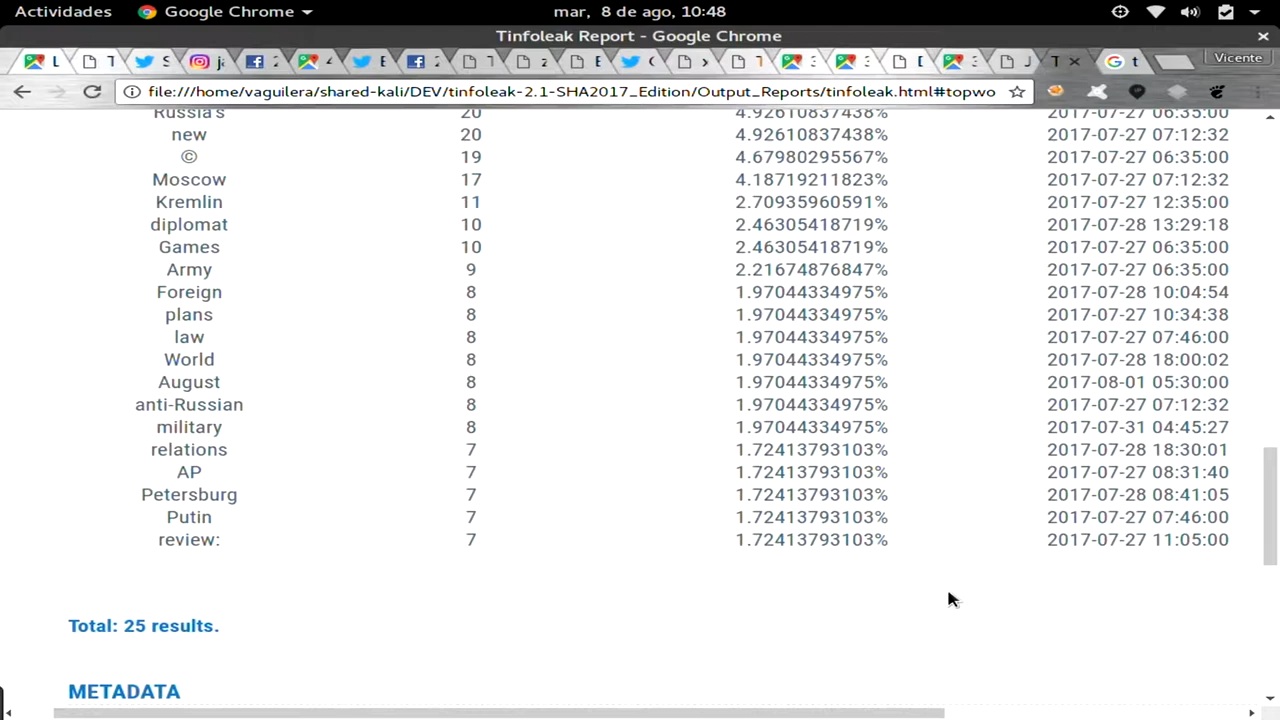 Actividades Google Chrome mar, 8 de ago, 10:48
Tinfoleak Report - Google Chrome
Vicente
file:///home/vaguilera/shared-kali/DEV/tinfoleak-2.1-SHA2017_Edition/Output_Reports/tinfoleak.html#topwo
Russia's 20 4.92610837438% 2017-07-27 06:35:00
new 20 4.92610837438% 2017-07-27 07:12:32
© 19 4.67980295567% 2017-07-27 06:35:00
Moscow 17 4.18719211823% 2017-07-27 07:12:32
Kremlin 11 2.70935960591% 2017-07-27 12:35:00
diplomat 10 2.46305418719% 2017-07-28 13:29:18
Games 10 2.46305418719% 2017-07-27 06:35:00
Army 9 2.21674876847% 2017-07-27 06:35:00
Foreign 8 1.97044334975% 2017-07-28 10:04:54
plans 8 1.97044334975% 2017-07-27 10:34:38
law 8 1.97044334975% 2017-07-27 07:46:00
World 8 1.97044334975% 2017-07-28 18:00:02
August 8 1.97044334975% 2017-08-01 05:30:00
anti-Russian 8 1.97044334975% 2017-07-27 07:12:32
military 8 1.97044334975% 2017-07-31 04:45:27
relations 7 1.72413793103% 2017-07-28 18:30:01
AP 7 1.72413793103% 2017-07-27 08:31:40
Petersburg 7 1.72413793103% 2017-07-28 08:41:05
Putin 7 1.72413793103% 2017-07-27 07:46:00
review: 7 1.72413793103% 2017-07-27 11:05:00
Total: 25 results.
METADATA